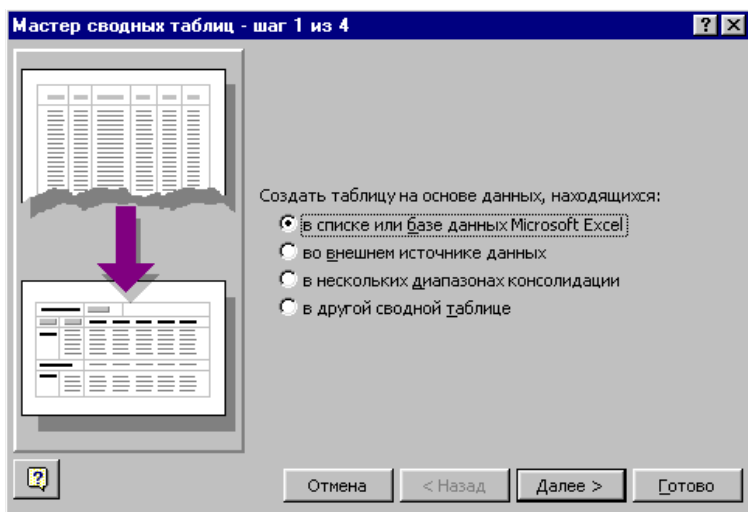 Мастер сводных таблиц - шаг 1 из 4
Создать таблицу на основе данных, находящихся:
в списке или базе данных Microsoft Excel
во внешнем источнике данных
в нескольких диапазонах консолидации
в другой сводной таблице
Отмена
< Назад
Далее >
Готово